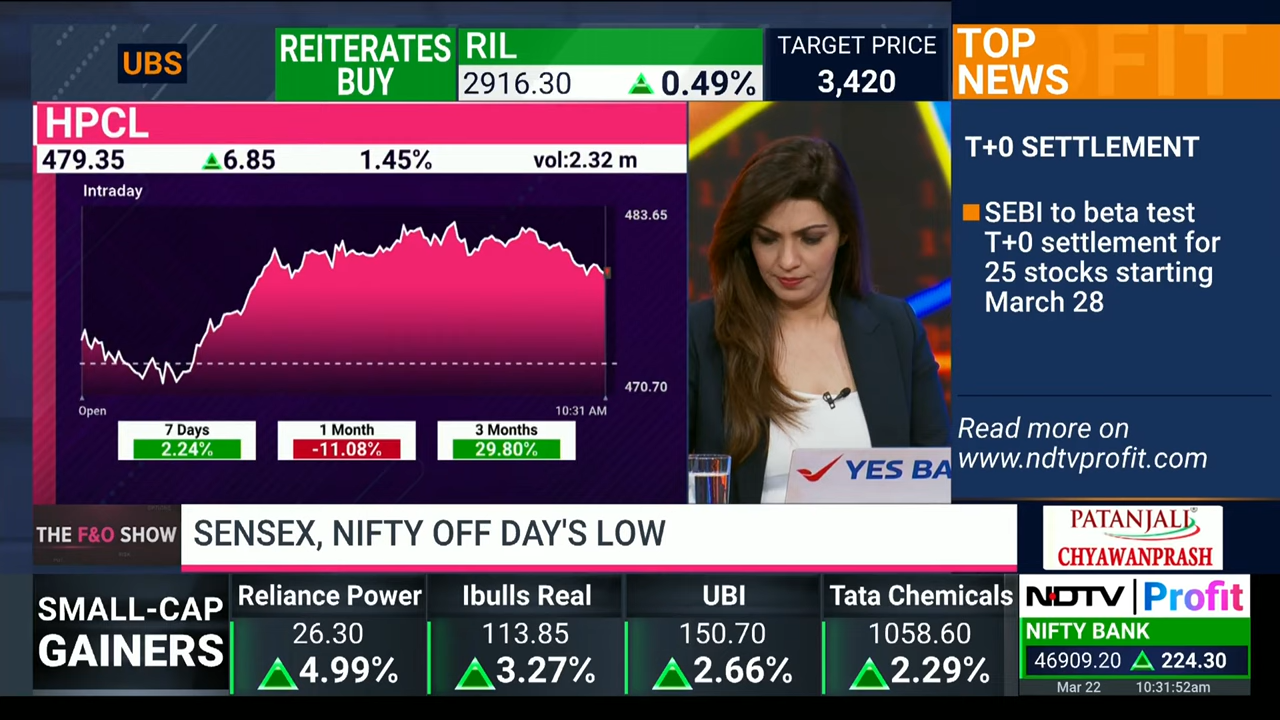 UBS
REITERATES
BUY
RIL
2916.30 0.49%
TARGET PRICE
3,420
TOP
NEWS
HPCL
479.35 6.85 1.45% vol:2.32 m
Intraday
483.65
470.70
Open 10:31 AM
7 Days 1 Month 3 Months
2.24% -11.08% 29.80%
YES BA
T+0 SETTLEMENT
SEBI to beta test
T+0 settlement for
25 stocks starting
March 28
Read more on
www.ndtvprofit.com
THE F&O SHOW
SENSEX, NIFTY OFF DAY'S LOW
PATANJALI
CHYAWANPRASH
SMALL-CAP
GAINERS
Reliance Power Ibulls Real UBI Tata Chemicals
26.30 113.85 150.70 1058.60
4.99% 3.27% 2.66% 2.29%
NDTV Profit
NIFTY BANK
46909.20 224.30
Mar 22 10:31:52am